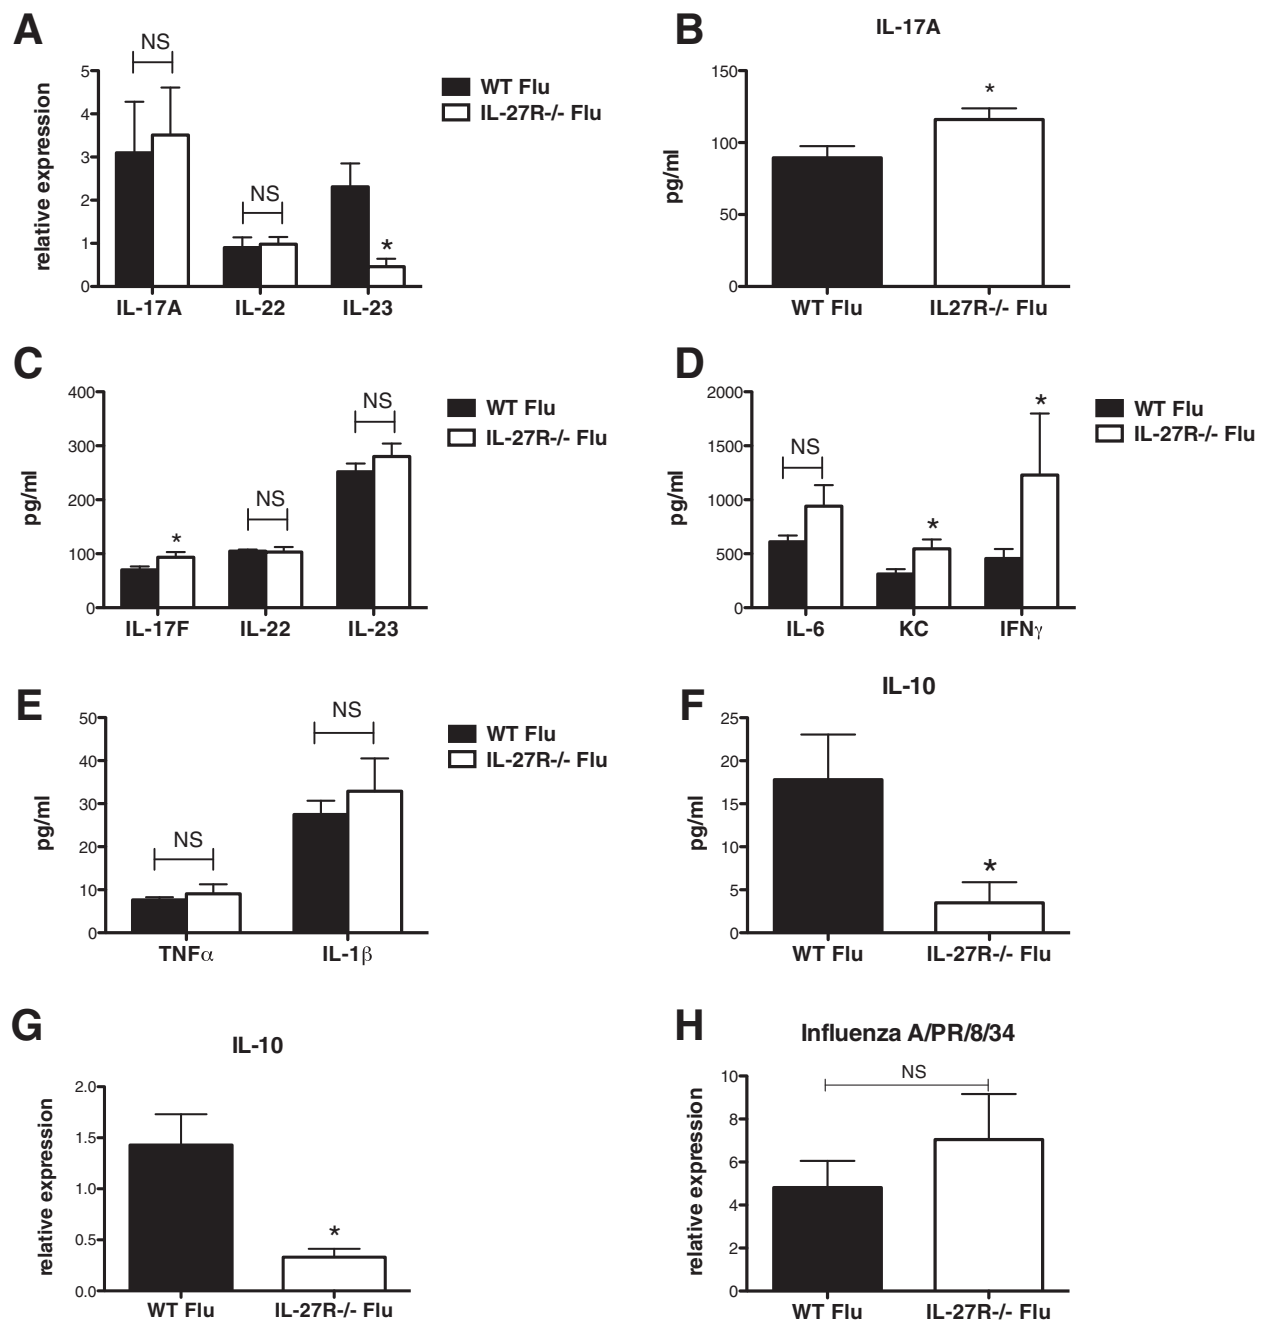 A
NS
5
4
3
2
1
0
relative expression
NS
*
IL-17A
IL-22
IL-23
WT Flu
IL-27R-/- Flu
B
IL-17A
150
100
50
0
pg/ml
*
WT Flu
IL27R-/- Flu
C
400
300
200
100
0
pg/ml
*
NS
NS
IL-17F
IL-22
IL-23
WT Flu
IL-27R-/- Flu
D
2000
1500
1000
500
0
pg/ml
NS
*
*
IL-6
KC
IFNγ
WT Flu
IL-27R-/- Flu
E
50
40
30
20
10
0
pg/ml
NS
NS
TNFα
IL-1β
WT Flu
IL-27R-/- Flu
F
IL-10
25
20
15
10
5
0
pg/ml
*
WT Flu
IL-27R-/- Flu
G
IL-10
2.0
1.5
1.0
0.5
0.0
relative expression
*
WT Flu
IL-27R-/- Flu
H
Influenza A/PR/8/34
10
8
6
4
2
0
relative expression
NS
WT Flu
IL-27R-/- Flu